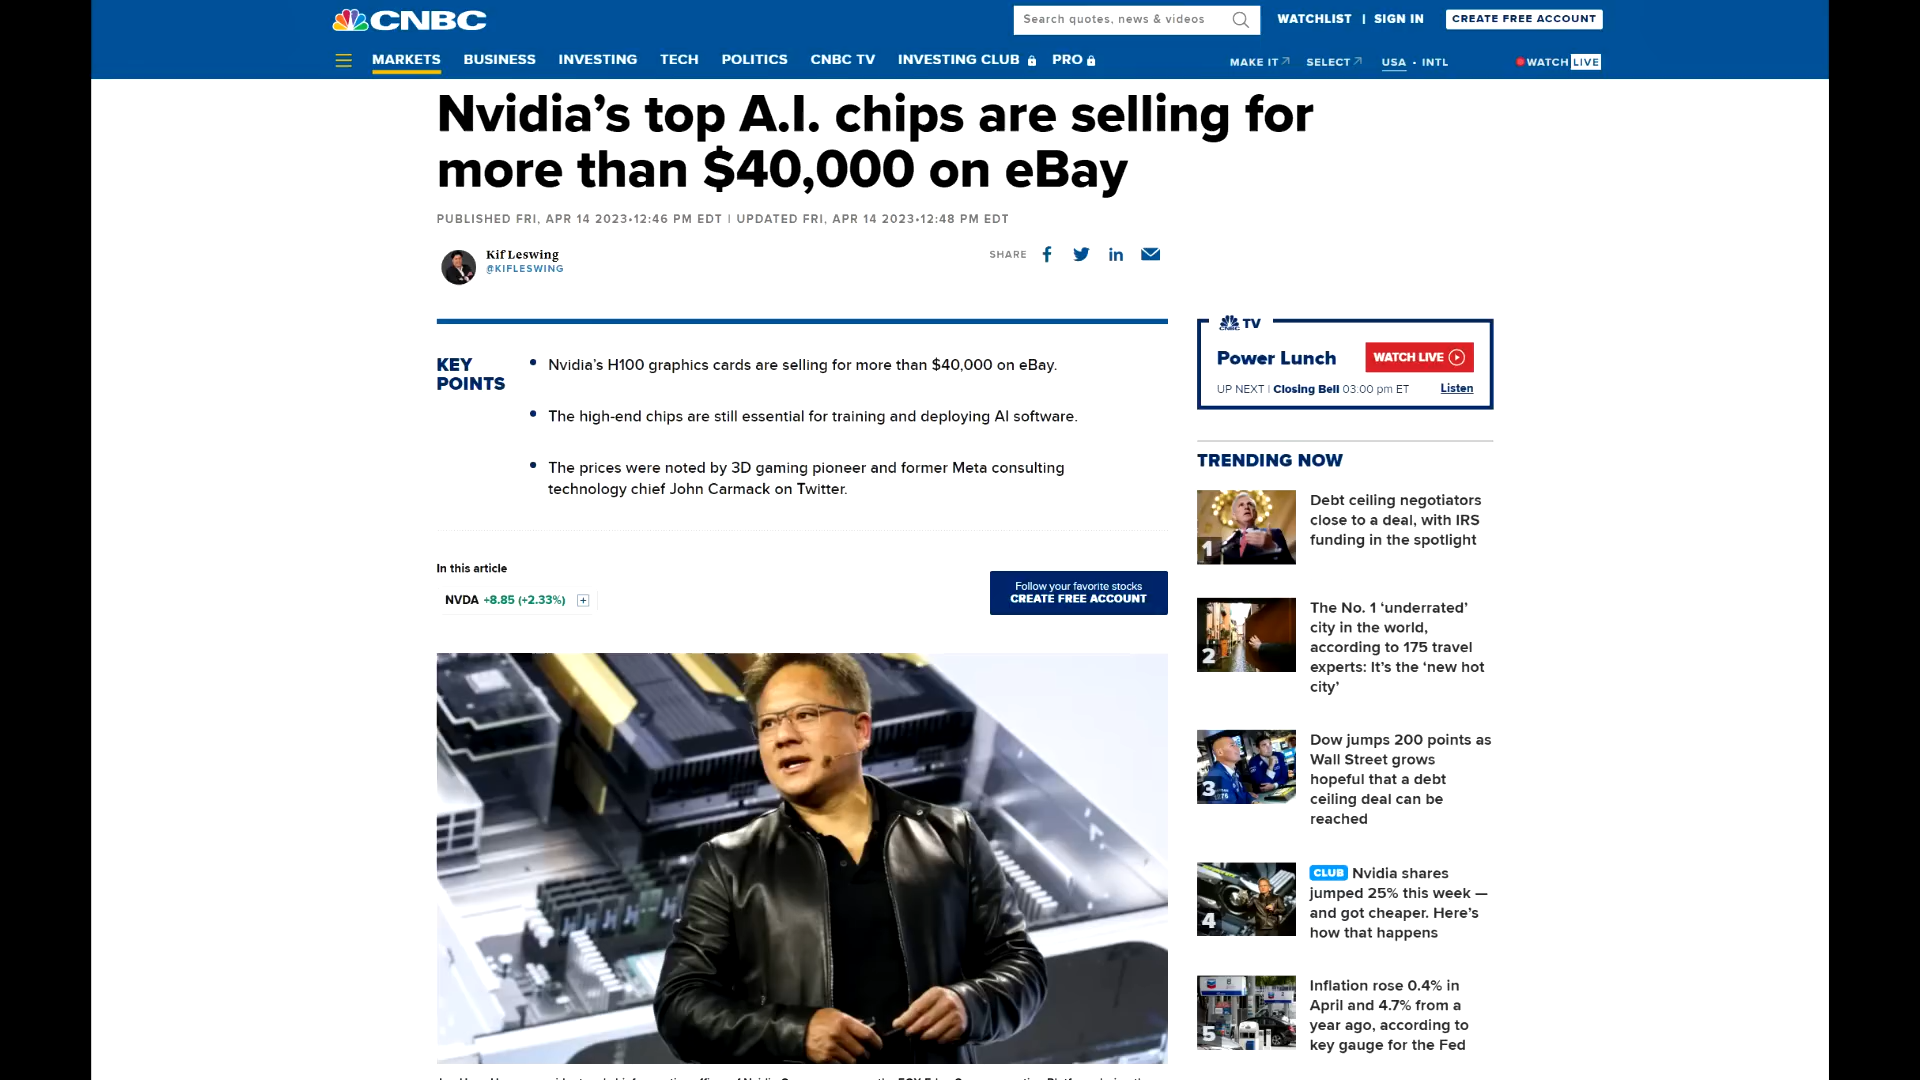 CNBC
Search quotes, news & videos
WATCHLIST | SIGN IN
CREATE FREE ACCOUNT
MARKETS BUSINESS INVESTING TECH POLITICS CNBC TV INVESTING CLUB PRO
MAKE IT SELECT USA • INTL
WATCH LIVE
Nvidia’s top A.I. chips are selling for
more than $40,000 on eBay
PUBLISHED FRI, APR 14 2023•12:46 PM EDT | UPDATED FRI, APR 14 2023•12:48 PM EDT
Kif Leswing
@KIFLESWING
SHARE
KEY
POINTS
Nvidia’s H100 graphics cards are selling for more than $40,000 on eBay.
The high-end chips are still essential for training and deploying AI software.
The prices were noted by 3D gaming pioneer and former Meta consulting
technology chief John Carmack on Twitter.
In this article
NVDA +8.85 (+2.33%)
Follow your favorite stocks
CREATE FREE ACCOUNT
CNBC TV
Power Lunch
WATCH LIVE
UP NEXT | Closing Bell 03:00 pm ET
Listen
TRENDING NOW
1
Debt ceiling negotiators
close to a deal, with IRS
funding in the spotlight
2
The No. 1 ‘underrated’
city in the world,
according to 175 travel
experts: It’s the ‘new hot
city’
3
Dow jumps 200 points as
Wall Street grows
hopeful that a debt
ceiling deal can be
reached
4
CLUB Nvidia shares
jumped 25% this week —
and got cheaper. Here’s
how that happens
5
Inflation rose 0.4% in
April and 4.7% from a
year ago, according to
key gauge for the Fed